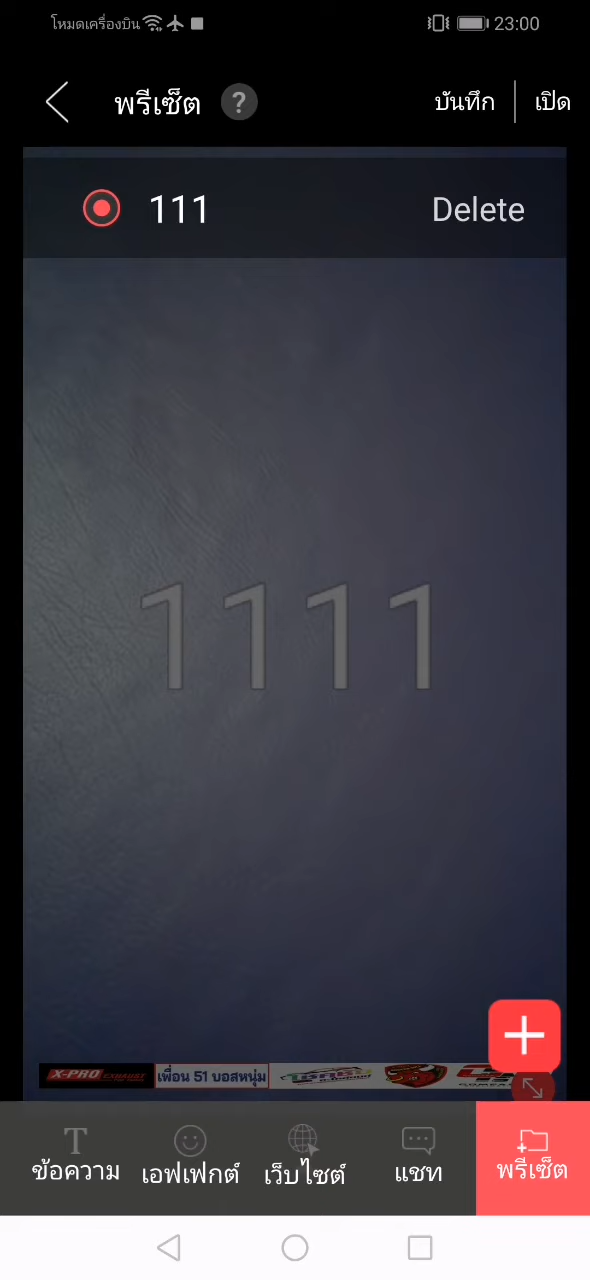 โหมดเครื่องบิน 23:00
พรีเซ็ต ? บันทึก เปิด
111 Delete
1111
X-PRO EXHAUST เพื่อน 51 บอสหนุ่ม
ข้อความ เอฟเฟกต์ เว็บไซต์ แชท พรีเซ็ต